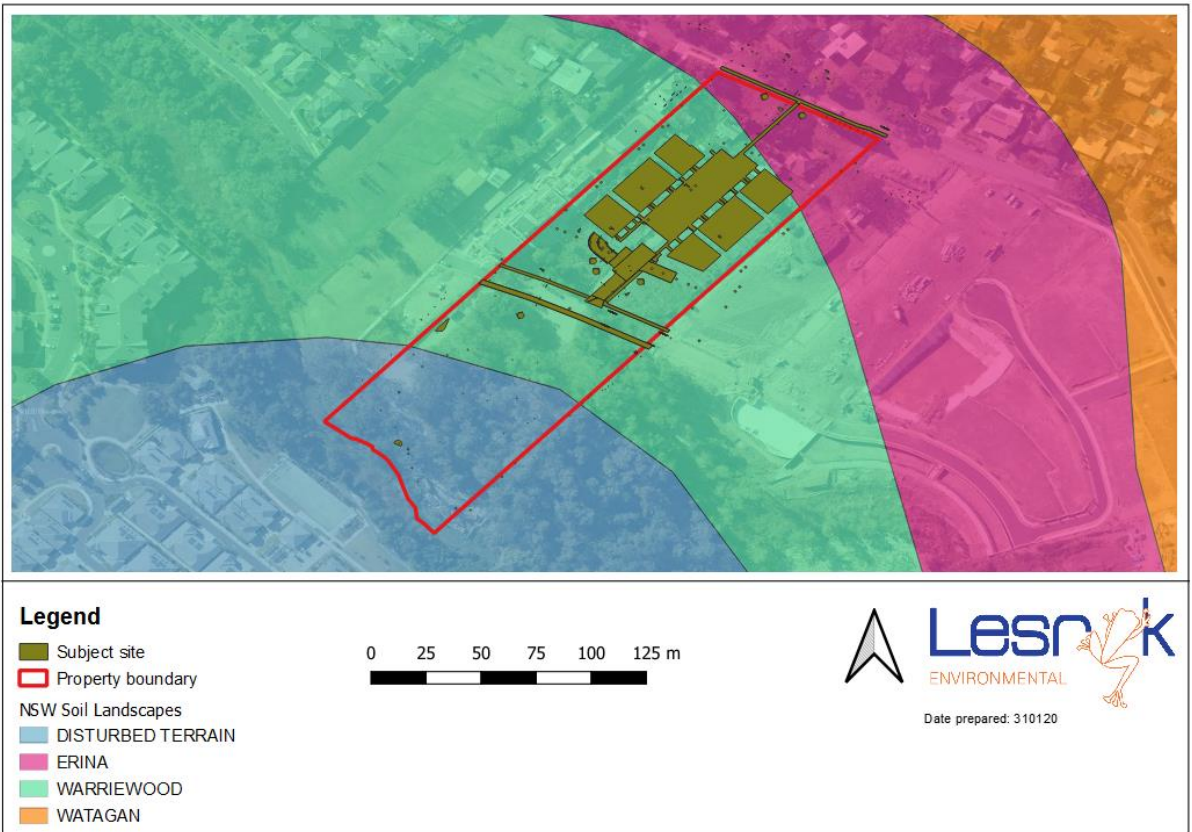 Legend
Subject site
Property boundary
NSW Soil Landscapes
DISTURBED TERRAIN
ERINA
WARRIEWOOD
WATAGAN
0 25 50 75 100 125 m
Lesryk
ENVIRONMENTAL
Date prepared: 310120